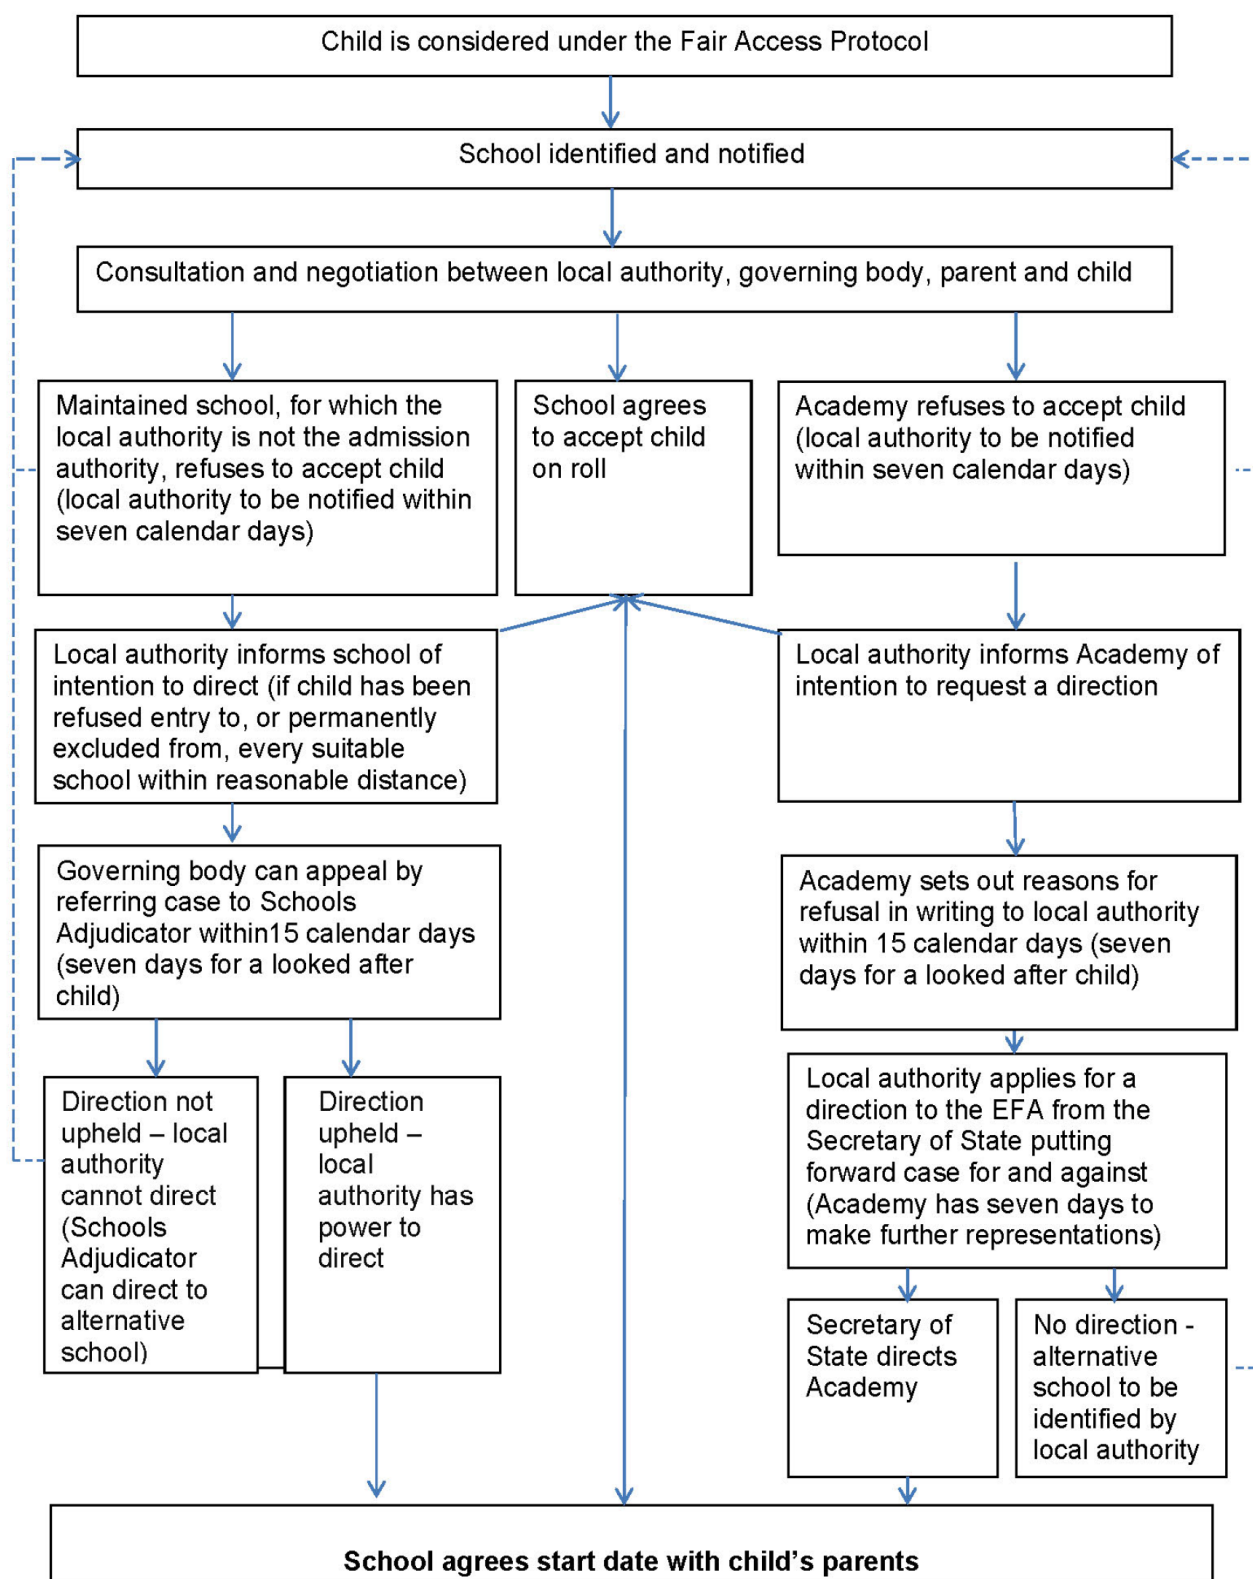 Child is considered under the Fair Access Protocol
School identified and notified
Consultation and negotiation between local authority, governing body, parent and child
Maintained school, for which the
local authority is not the admission
authority, refuses to accept child
(local authority to be notified within
seven calendar days)
School agrees
to accept child
on roll
Academy refuses to accept child
(local authority to be notified
within seven calendar days)
Local authority informs school of
intention to direct (if child has been
refused entry to, or permanently
excluded from, every suitable
school within reasonable distance)
Local authority informs Academy of
intention to request a direction
Governing body can appeal by
referring case to Schools
Adjudicator within15 calendar days
(seven days for a looked after
child)
Academy sets out reasons for
refusal in writing to local authority
within 15 calendar days (seven
days for a looked after child)
Direction not
upheld – local
authority
cannot direct
(Schools
Adjudicator
can direct to
alternative
school)
Direction
upheld –
local
authority has
power to
direct
Local authority applies for a
direction to the EFA from the
Secretary of State putting
forward case for and against
(Academy has seven days to
make further representations)
Secretary of
State directs
Academy
No direction -
alternative
school to be
identified by
local authority
School agrees start date with child's parents